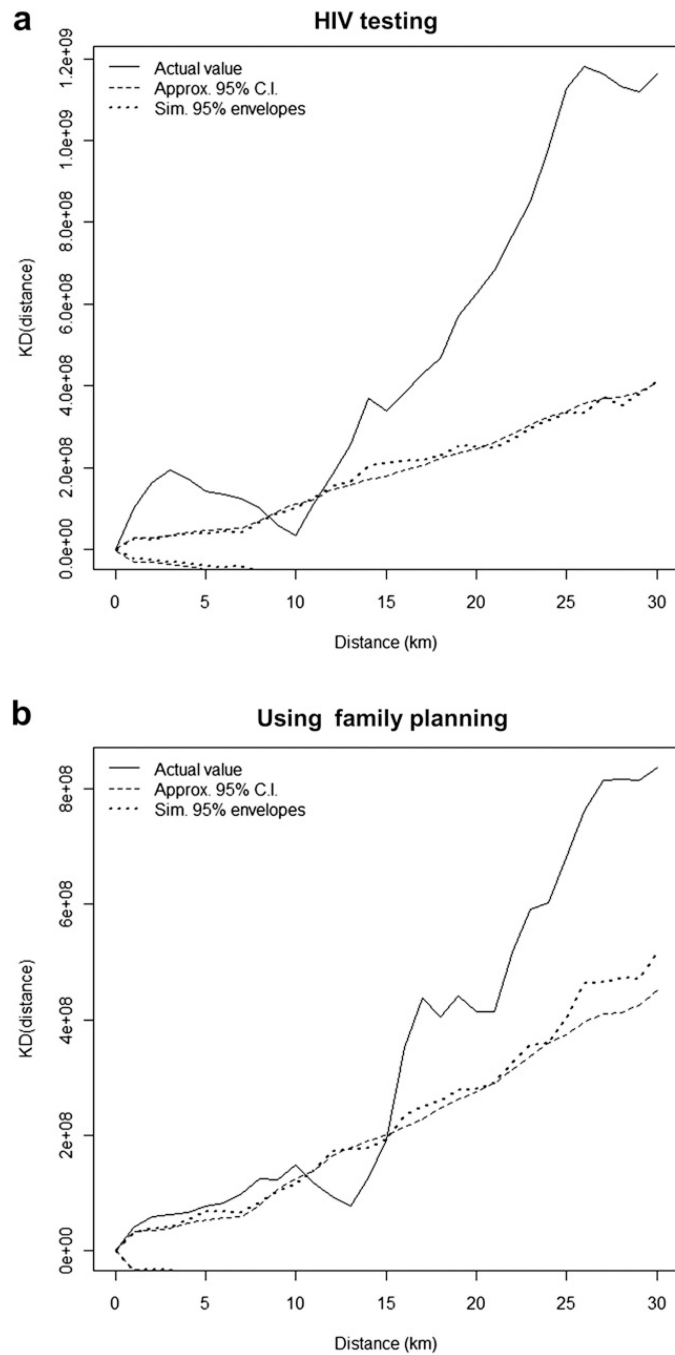 a
HIV testing
Actual value
Approx. 95% C.I.
Sim. 95% envelopes
KD(distance)
1.2e+09
1.0e+09
8.0e+08
6.0e+08
4.0e+08
2.0e+08
0.0e+00
0 5 10 15 20 25 30
Distance (km)
b
Using family planning
Actual value
Approx. 95% C.I.
Sim. 95% envelopes
KD(distance)
8e+08
6e+08
4e+08
2e+08
0e+00
0 5 10 15 20 25 30
Distance (km)